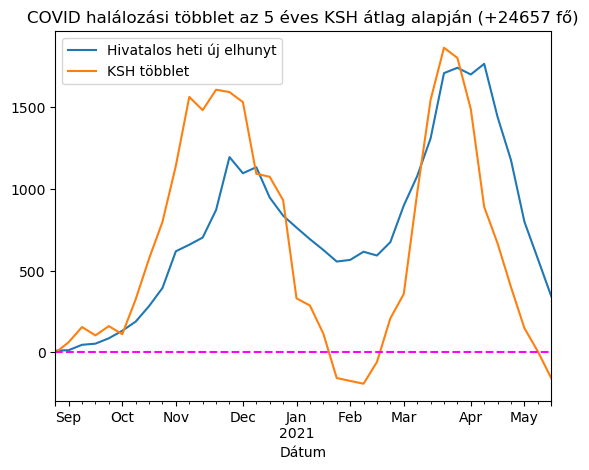 COVID halálozási többlet az 5 éves KSH átlag alapján (+24657 fő)
Hivatalos heti új elhunyt
KSH többlet
1500
1000
500
0
Sep Oct Nov Dec Jan Feb Mar Apr May
2021
Dátum